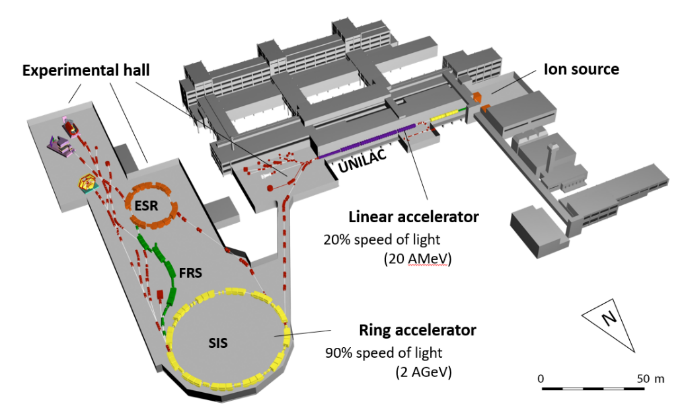 Experimental hall
Ion source
UNILAC
ESR
Linear accelerator
20% speed of light
(20 AMeV)
FRS
SIS
Ring accelerator
90% speed of light
(2 AGeV)
N
0
50 m